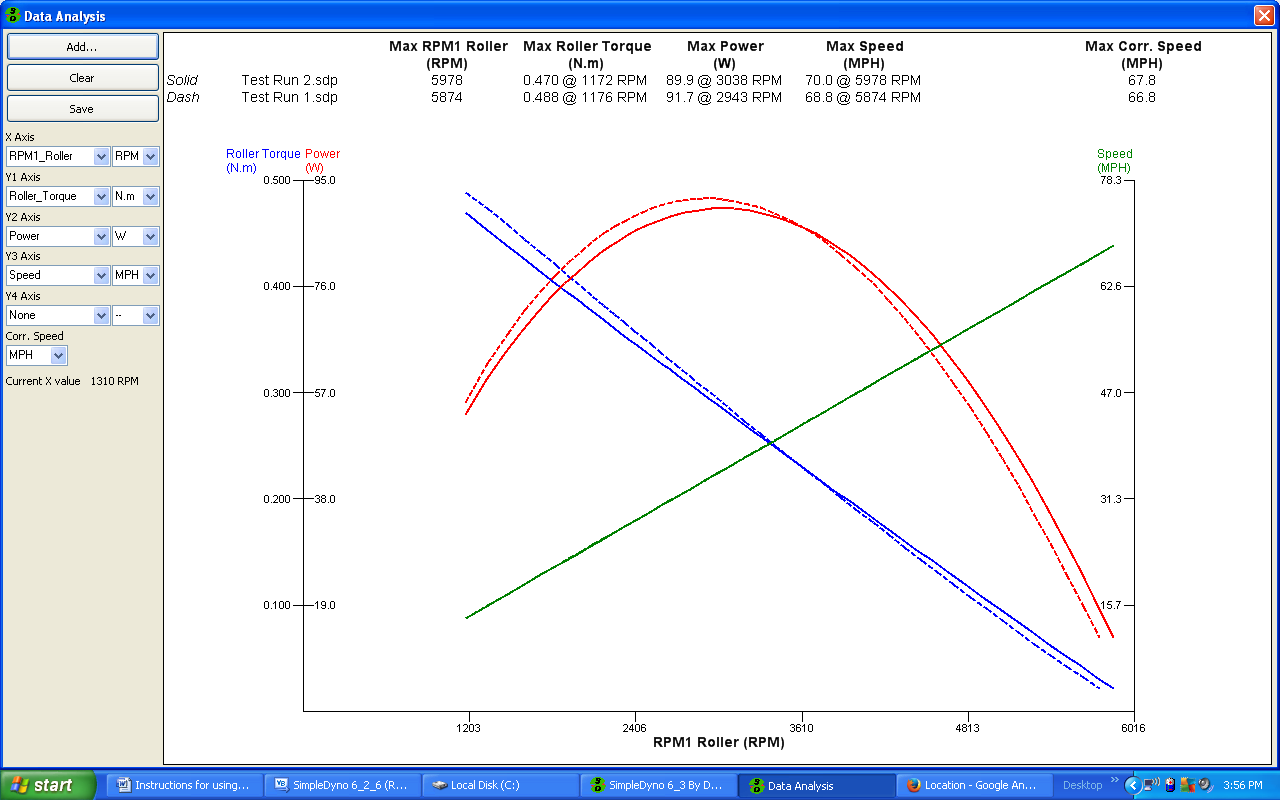 Data Analysis
Add...
Clear
Save
X Axis
RPM1_Roller RPM
Y1 Axis
Roller_Torque N.m
Y2 Axis
Power W
Y3 Axis
Speed MPH
Y4 Axis
None --
Corr. Speed
MPH
Current X value 1310 RPM
Max RPM1 Roller Max Roller Torque Max Power Max Speed Max Corr. Speed
(RPM) (N.m) (W) (MPH) (MPH)
Solid Test Run 2.sdp 5978 0.470 @ 1172 RPM 89.9 @ 3038 RPM 70.0 @ 5978 RPM 67.8
Dash Test Run 1.sdp 5874 0.488 @ 1176 RPM 91.7 @ 2943 RPM 68.8 @ 5874 RPM 66.8
Roller Torque Power Speed
(N.m) (W) (MPH)
0.500 95.0 78.3
0.400 76.0 62.6
0.300 57.0 47.0
0.200 38.0 31.3
0.100 19.0 15.7
1203 2406 3610 4813 6016
RPM1 Roller (RPM)
start Instructions for using... SimpleDyno 6_2_6 (R... Local Disk (C:) SimpleDyno 6_3 By D... Data Analysis Location - Google An... Desktop 3:56 PM